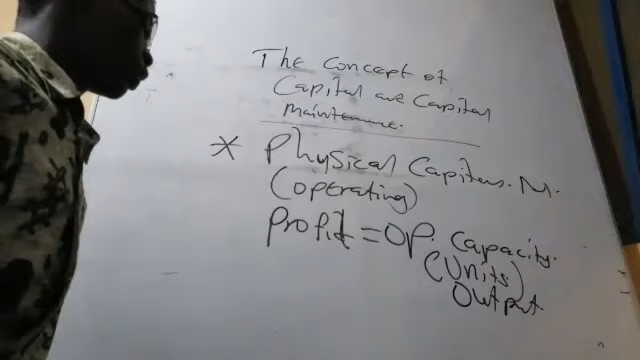 The Concept of
Capital and Capital
Maintenance.
* Physical Capital. M.
(operating)
Profit = OP. Capacity.
(Units)
Output